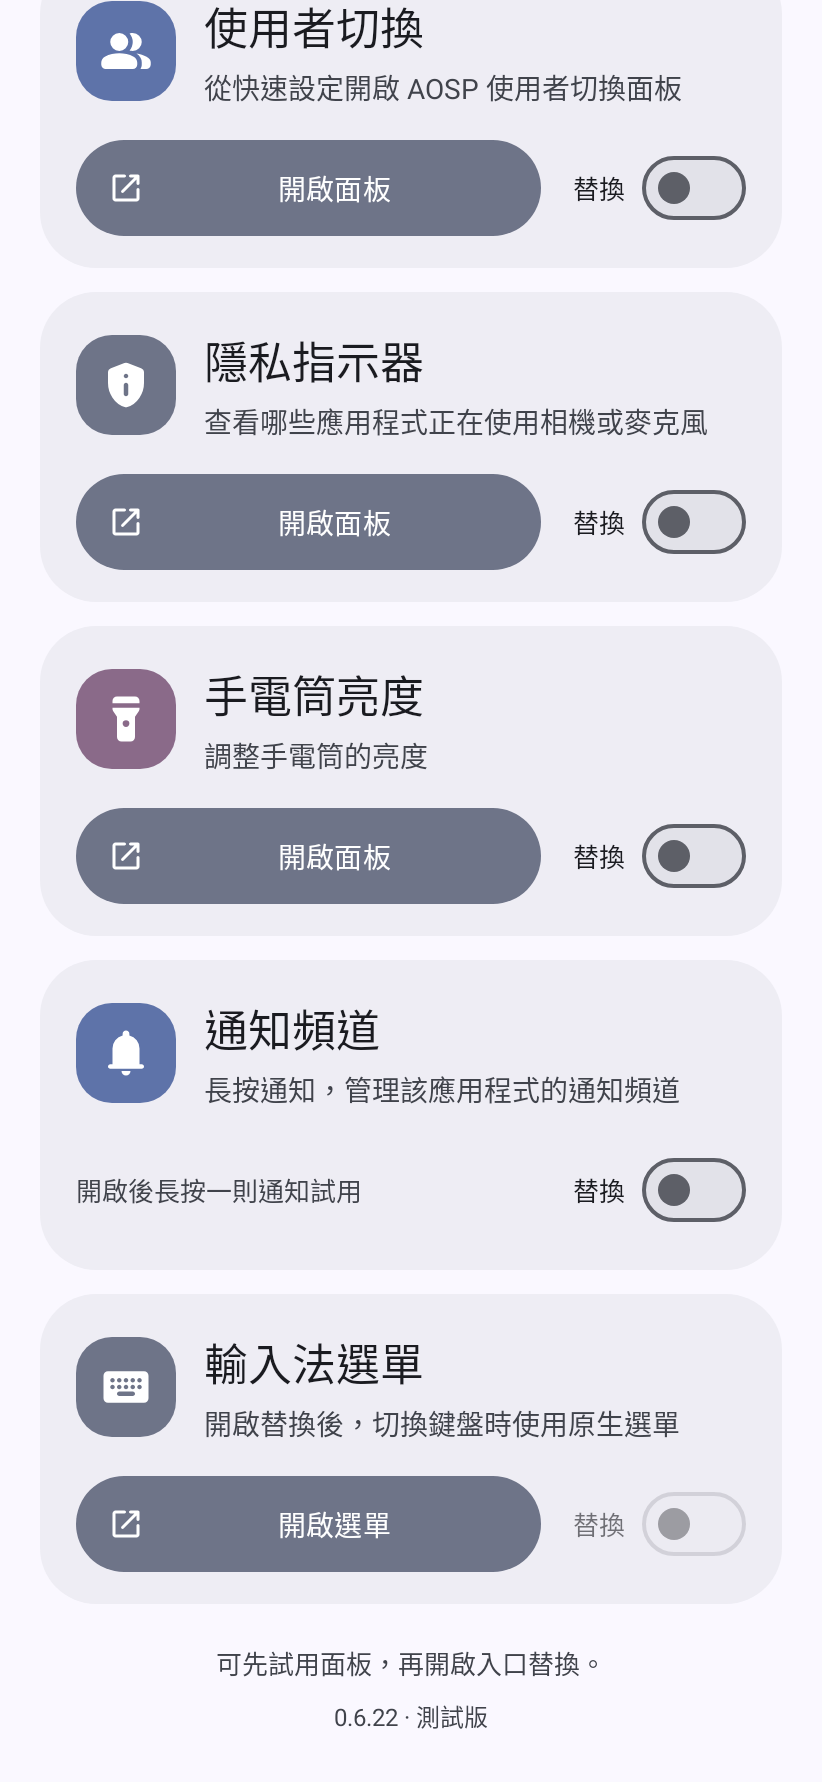 使用者切換
從快速設定開啟 AOSP 使用者切換面板
開啟面板
替換
隱私指示器
查看哪些應用程式正在使用相機或麥克風
開啟面板
替換
手電筒亮度
調整手電筒的亮度
開啟面板
替換
通知頻道
長按通知，管理該應用程式的通知頻道
開啟後長按一則通知試用
替換
輸入法選單
開啟替換後，切換鍵盤時使用原生選單
開啟選單
替換
可先試用面板，再開啟入口替換。
0.6.22 · 測試版